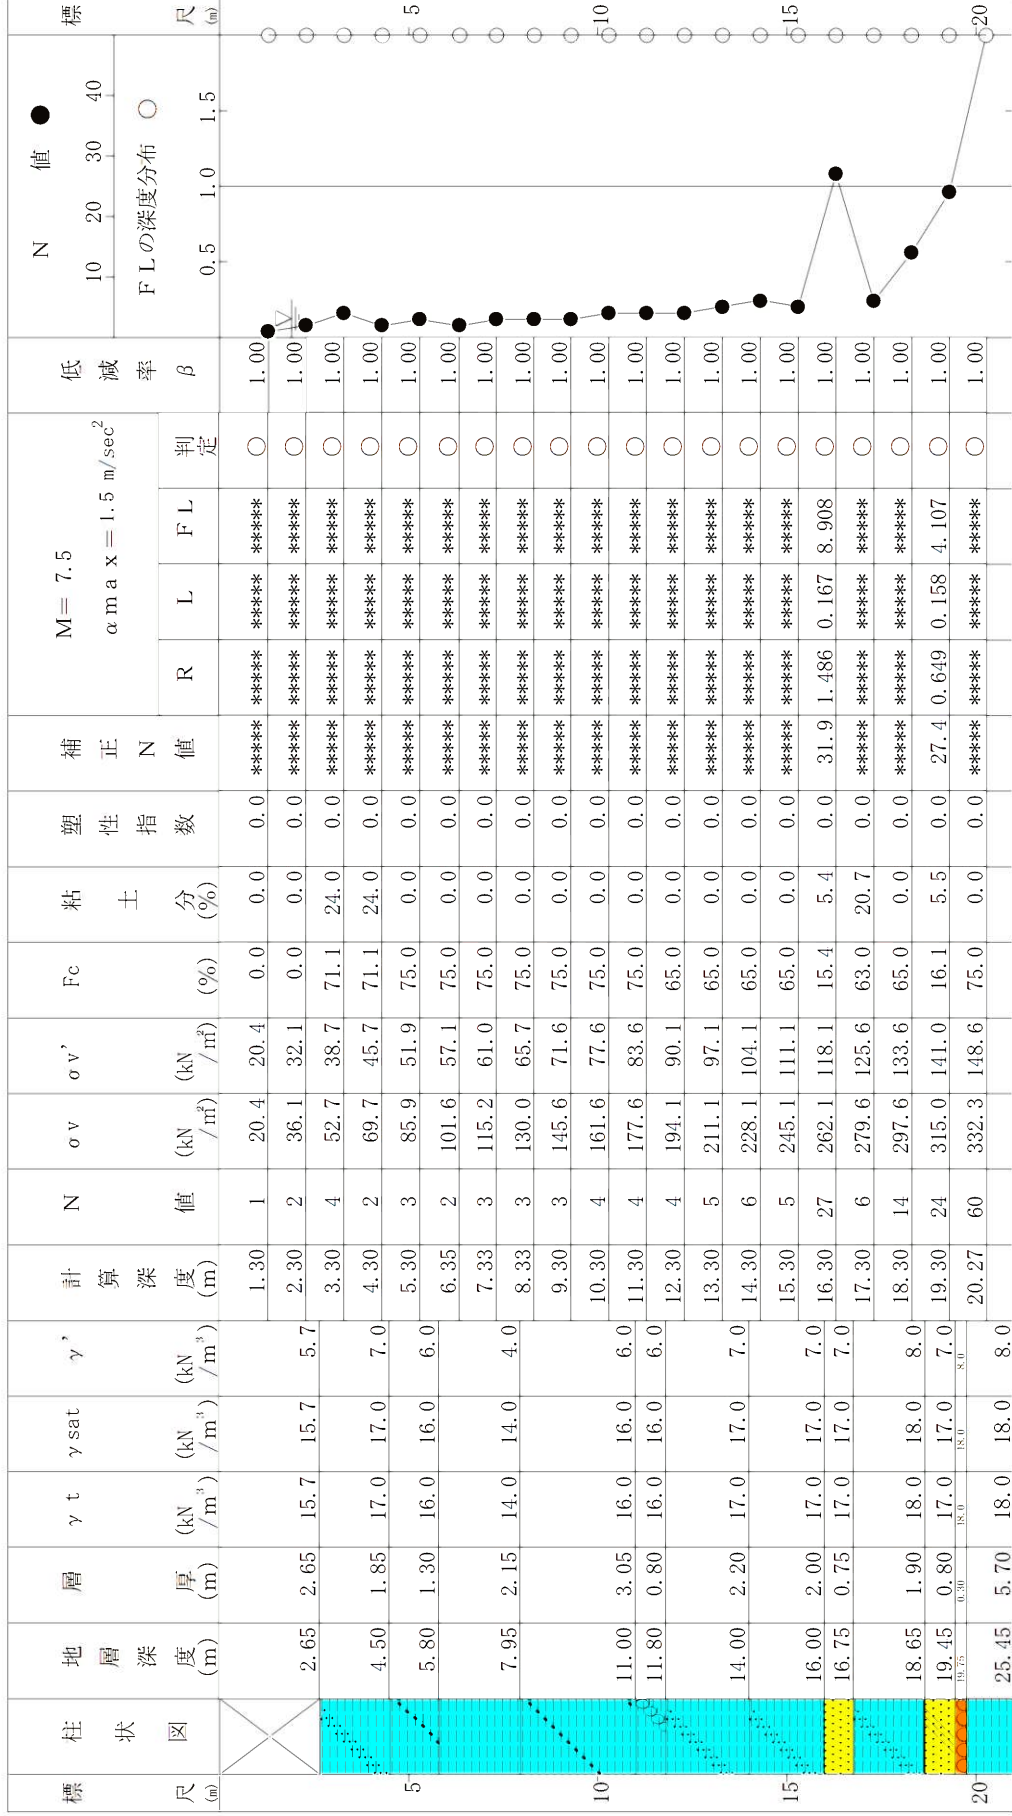 標尺(m) 柱状図 地層深度(m) 層厚(m) γt(kN/m³) γsat(kN/m³) γ'(kN/m³) 計算深度(m) N値 σv(kN/㎡) σv'(kN/㎡) Fc(%) 粘土分(%) 塑性指数 補正N値 M= 7.5 低減率β N値 ● 標尺(m)
αmax=1.5 m/sec²
10 20 30 40
R L FL 判定
FLの深度分布 ○
0.5 1.0 1.5
1.30 1 20.4 20.4 0.0 0.0 0.0 ***** ***** ***** ***** ○ 1.00
2.30 2 36.1 32.1 0.0 0.0 0.0 ***** ***** ***** ***** ○ 1.00
2.65 2.65 15.7 15.7 5.7
3.30 4 52.7 38.7 71.1 24.0 0.0 ***** ***** ***** ***** ○ 1.00
4.30 2 69.7 45.7 71.1 24.0 0.0 ***** ***** ***** ***** ○ 1.00
4.50 1.85 17.0 17.0 7.0
5 5
5.30 3 85.9 51.9 75.0 0.0 0.0 ***** ***** ***** ***** ○ 1.00
5.80 1.30 16.0 16.0 6.0
6.35 2 101.6 57.1 75.0 0.0 0.0 ***** ***** ***** ***** ○ 1.00
7.33 3 115.2 61.0 75.0 0.0 0.0 ***** ***** ***** ***** ○ 1.00
7.95 2.15 14.0 14.0 4.0
8.33 3 130.0 65.7 75.0 0.0 0.0 ***** ***** ***** ***** ○ 1.00
9.30 3 145.6 71.6 75.0 0.0 0.0 ***** ***** ***** ***** ○ 1.00
10 10
10.30 4 161.6 77.6 75.0 0.0 0.0 ***** ***** ***** ***** ○ 1.00
11.00 3.05 16.0 16.0 6.0
11.30 4 177.6 83.6 75.0 0.0 0.0 ***** ***** ***** ***** ○ 1.00
11.80 0.80 16.0 16.0 6.0
12.30 4 194.1 90.1 65.0 0.0 0.0 ***** ***** ***** ***** ○ 1.00
13.30 5 211.1 97.1 65.0 0.0 0.0 ***** ***** ***** ***** ○ 1.00
14.00 2.20 17.0 17.0 7.0
14.30 6 228.1 104.1 65.0 0.0 0.0 ***** ***** ***** ***** ○ 1.00
15 15
15.30 5 245.1 111.1 65.0 0.0 0.0 ***** ***** ***** ***** ○ 1.00
16.00 2.00 17.0 17.0 7.0
16.30 27 262.1 118.1 15.4 5.4 0.0 31.9 1.486 0.167 8.908 ○ 1.00
16.75 0.75 17.0 17.0 7.0
17.30 6 279.6 125.6 63.0 20.7 0.0 ***** ***** ***** ***** ○ 1.00
18.30 14 297.6 133.6 65.0 0.0 0.0 ***** ***** ***** ***** ○ 1.00
18.65 1.90 18.0 18.0 8.0
19.30 24 315.0 141.0 16.1 5.5 0.0 27.4 0.649 0.158 4.107 ○ 1.00
19.45 0.80 17.0 17.0 7.0
19.75 0.30 18.0 18.0 8.0
20 20
20.27 60 332.3 148.6 75.0 0.0 0.0 ***** ***** ***** ***** ○ 1.00
25.45 5.70 18.0 18.0 8.0